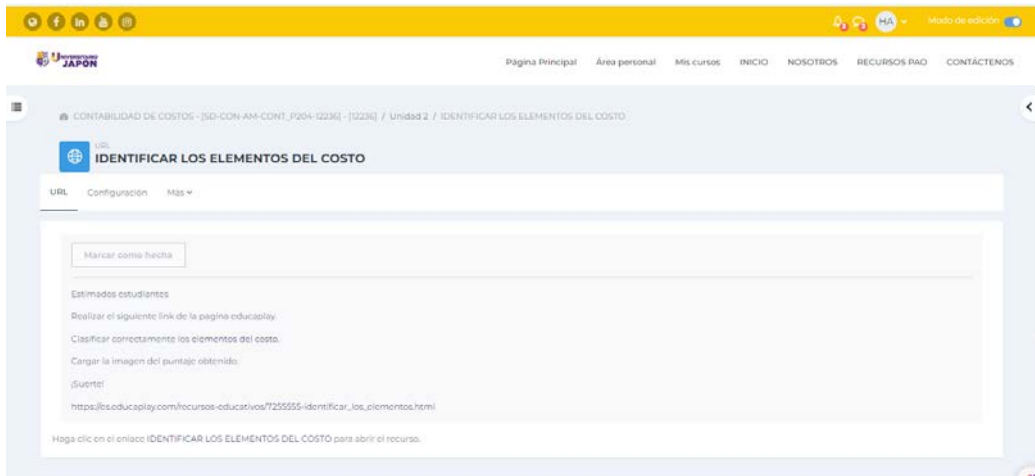 HA
Modo de edición
UNIVERSITARIO JAPÓN
Página Principal Área personal Mis cursos INICIO NOSOTROS RECURSOS PAO CONTÁCTENOS
CONTABILIDAD DE COSTOS - [SD-CON-AM-CONT_P204-12236] - [12236] / Unidad 2 / IDENTIFICAR LOS ELEMENTOS DEL COSTO
URL
IDENTIFICAR LOS ELEMENTOS DEL COSTO
URL Configuración Más
Marcar como hecha
Estimados estudiantes
Realizar el siguiente link de la pagina educaplay.
Clasificar correctamente los elementos del costo.
Cargar la imagen del puntaje obtenido.
¡Suerte!
https://es.educaplay.com/recursos-educativos/7255555-identificar_los_elementos.html
Haga clic en el enlace IDENTIFICAR LOS ELEMENTOS DEL COSTO para abrir el recurso.